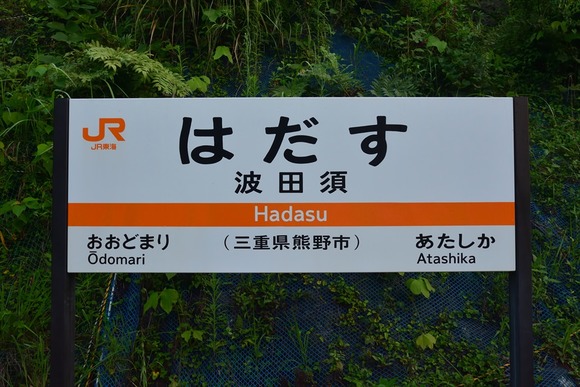 JR
JR東海
はだす
波田須
Hadasu
おおどまり (三重県熊野市) あたしか
Ōdomari Atashika